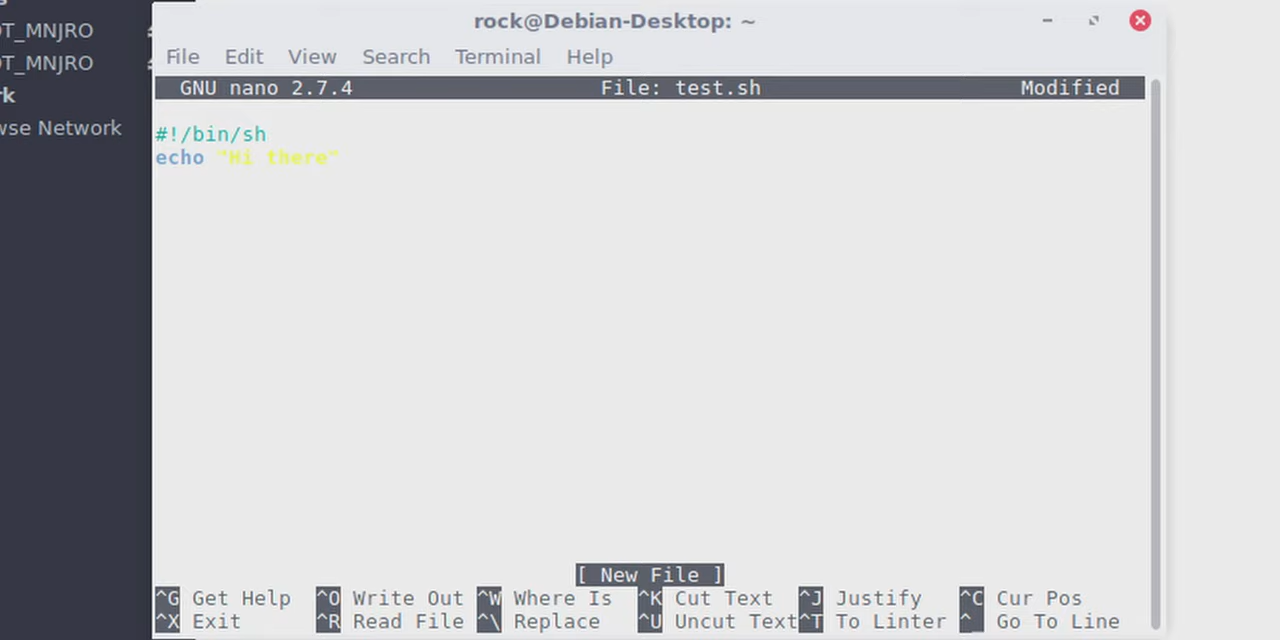 rock@Debian-Desktop: ~
T_MNJRO
T_MNJRO
Network
File Edit View Search Terminal Help
GNU nano 2.7.4 File: test.sh Modified
#!/bin/sh
echo "Hi there"
[ New File ]
^G Get Help ^O Write Out ^W Where Is ^K Cut Text ^J Justify ^C Cur Pos
^X Exit ^R Read File ^\ Replace ^U Uncut Text ^T To Linter ^_ Go To Line